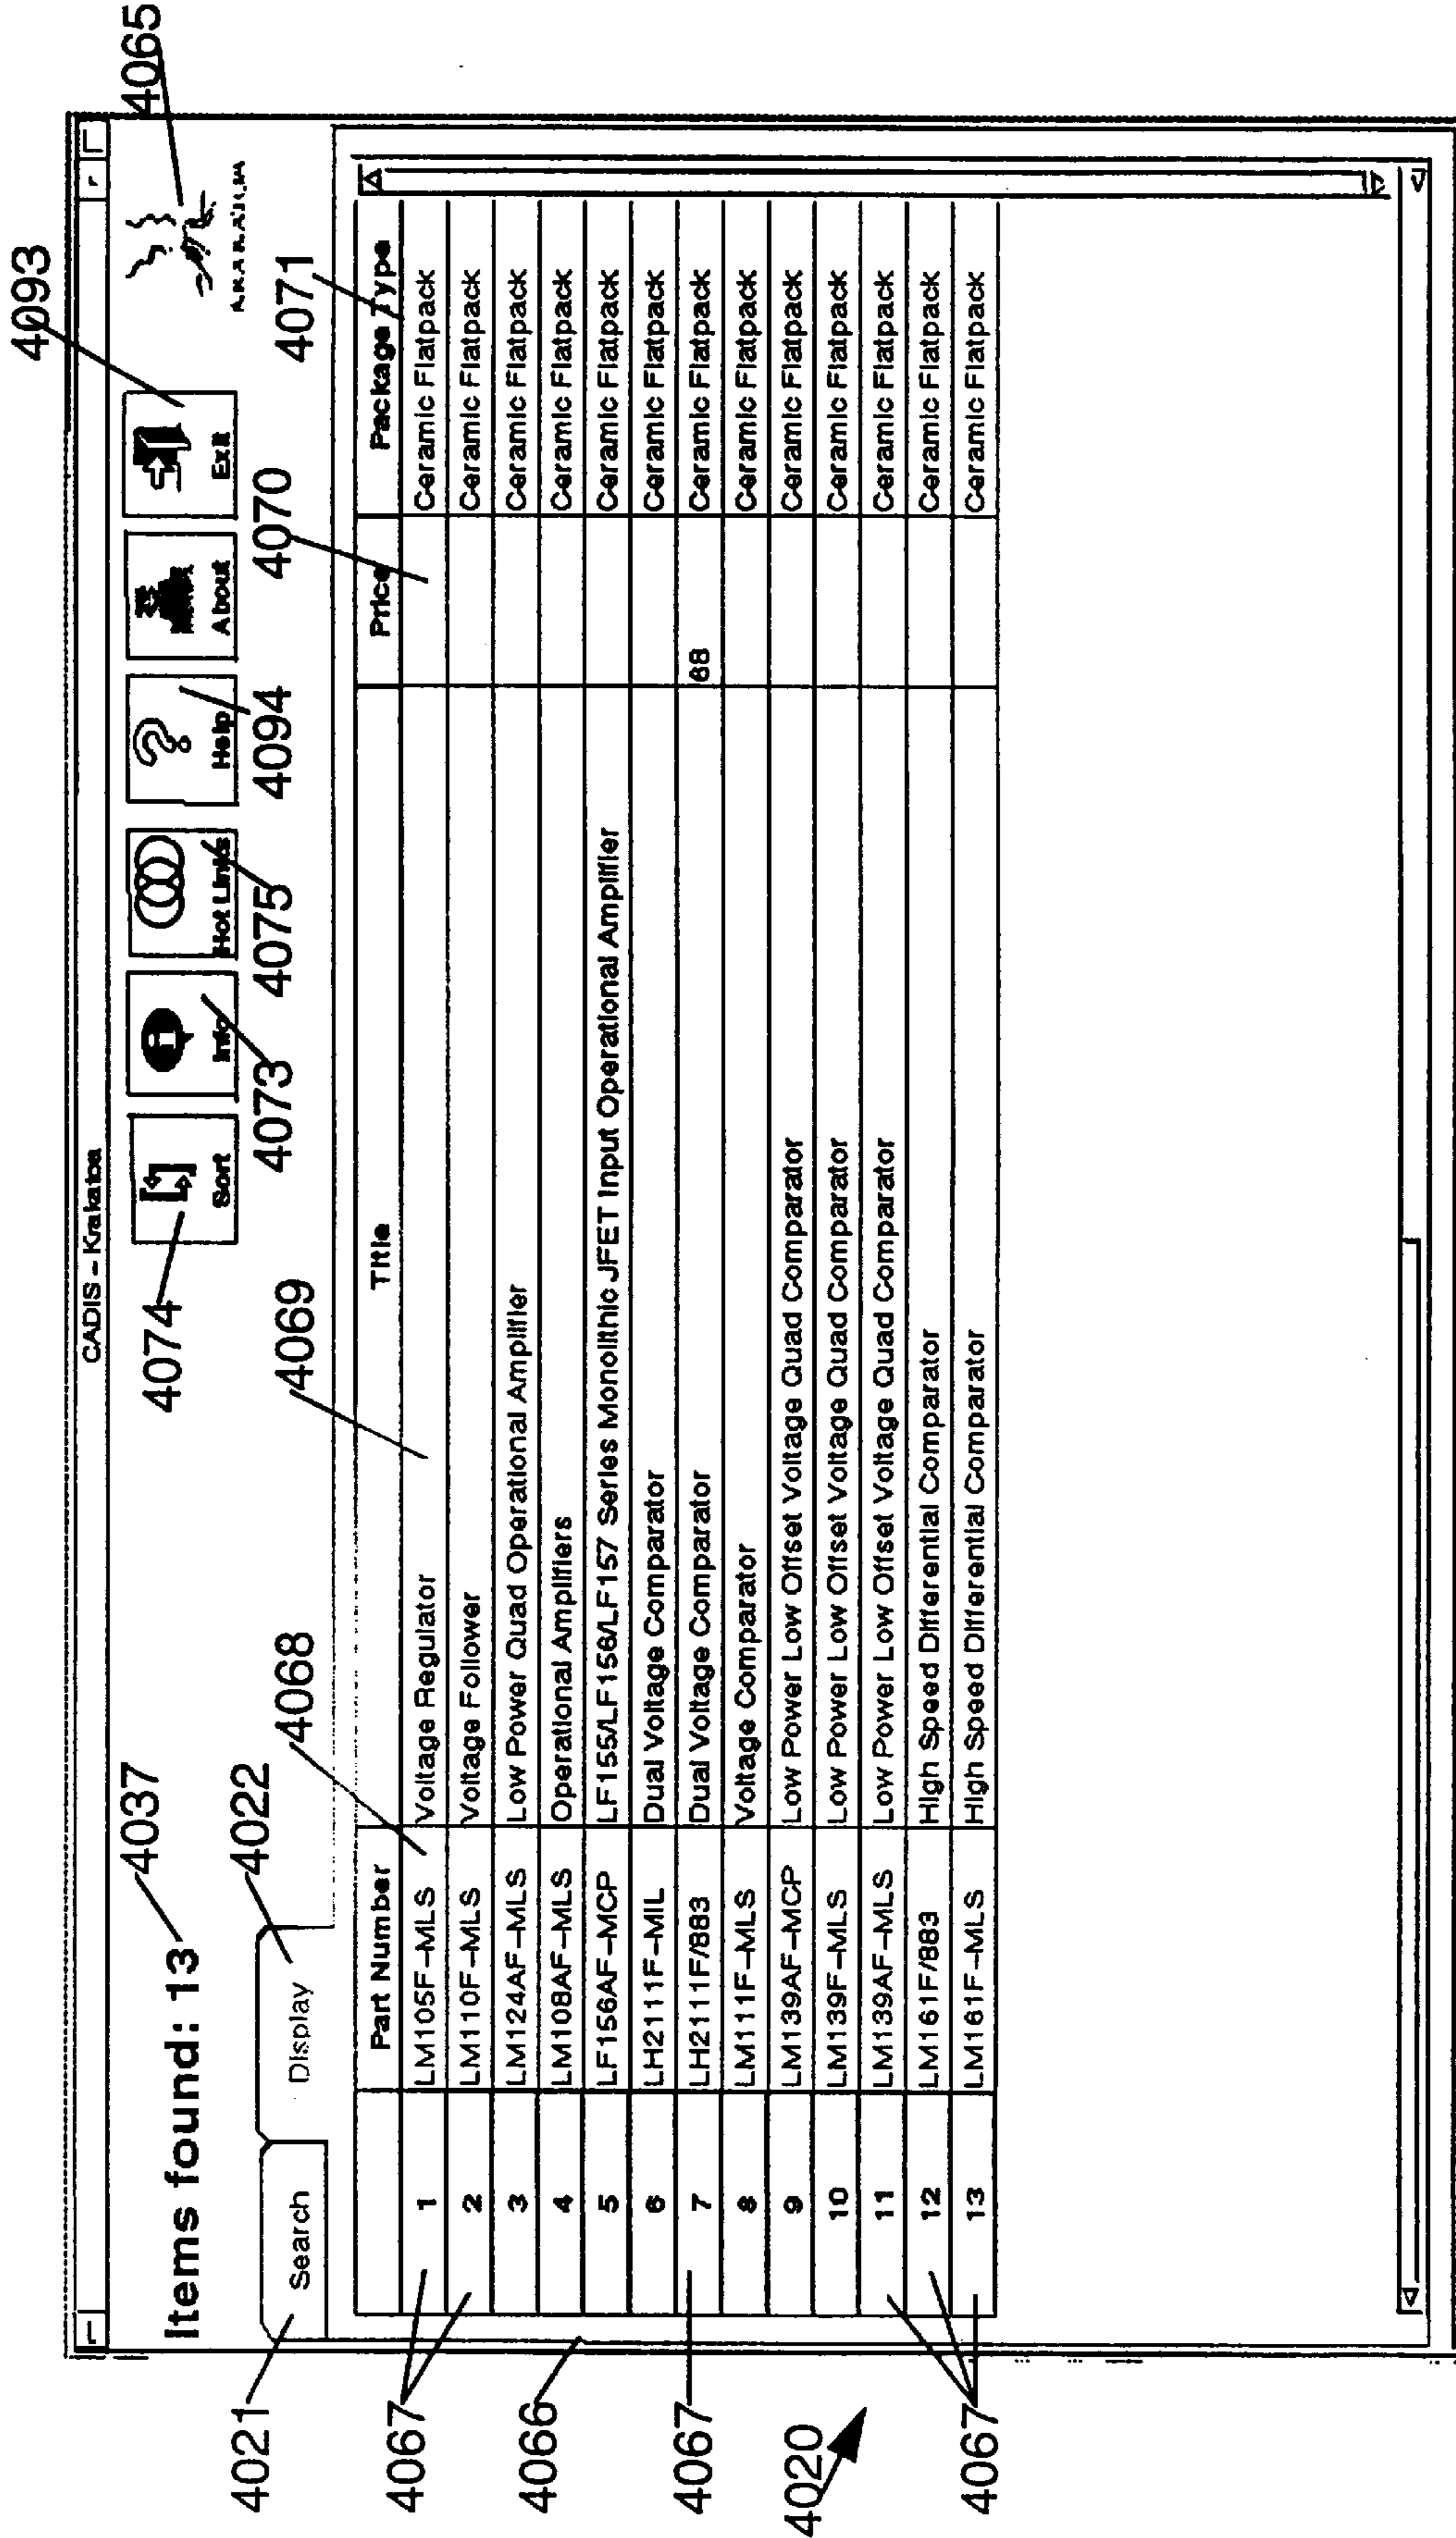 4093
4065
CADIS – Krakatoa
Items found: 13
4037
4074
Sort
Info
Hot Links
Help
About
Exit
4073
4075
4094
4070
4071
4021
Search
Display
4022
4068
4069
Part Number Title Price Package Type
1 LM105F–MLS Voltage Regulator Ceramic Flatpack
2 LM110F–MLS Voltage Follower Ceramic Flatpack
3 LM124AF–MLS Low Power Quad Operational Amplifier Ceramic Flatpack
4 LM108AF–MLS Operational Amplifiers Ceramic Flatpack
5 LF156AF–MCP LF155/LF156/LF157 Series Monolithic JFET Input Operational Amplifier Ceramic Flatpack
6 LH2111F–MIL Dual Voltage Comparator Ceramic Flatpack
7 LH2111F/883 Dual Voltage Comparator 68 Ceramic Flatpack
8 LM111F–MLS Voltage Comparator Ceramic Flatpack
9 LM139AF–MCP Low Power Low Offset Voltage Quad Comparator Ceramic Flatpack
10 LM139F–MLS Low Power Low Offset Voltage Quad Comparator Ceramic Flatpack
11 LM139AF–MLS Low Power Low Offset Voltage Quad Comparator Ceramic Flatpack
12 LM161F/883 High Speed Differential Comparator Ceramic Flatpack
13 LM161F–MLS High Speed Differential Comparator Ceramic Flatpack
4067
4066
4067
4020
4067